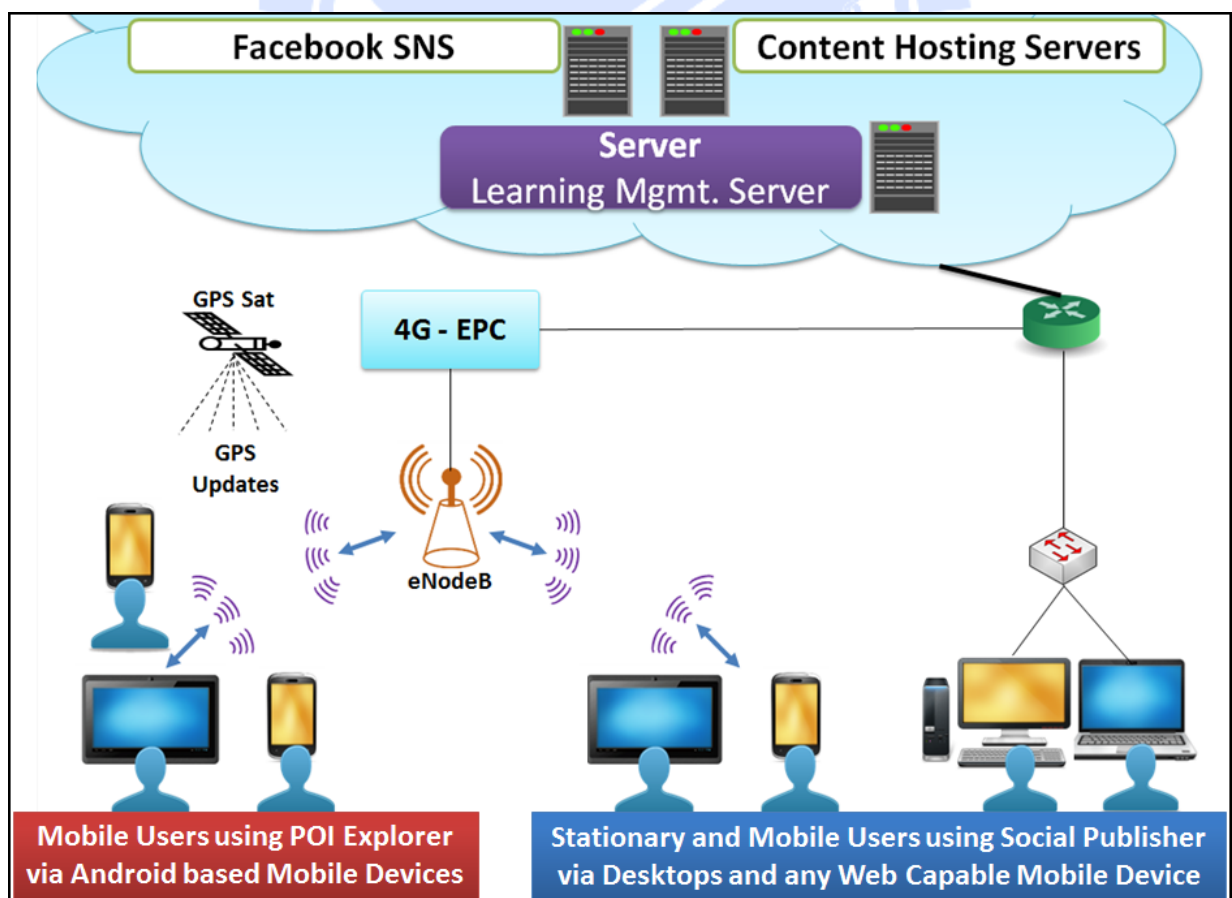 Facebook SNS
Content Hosting Servers
Server
Learning Mgmt. Server
GPS Sat
4G - EPC
GPS
Updates
eNodeB
Mobile Users using POI Explorer
via Android based Mobile Devices
Stationary and Mobile Users using Social Publisher
via Desktops and any Web Capable Mobile Device